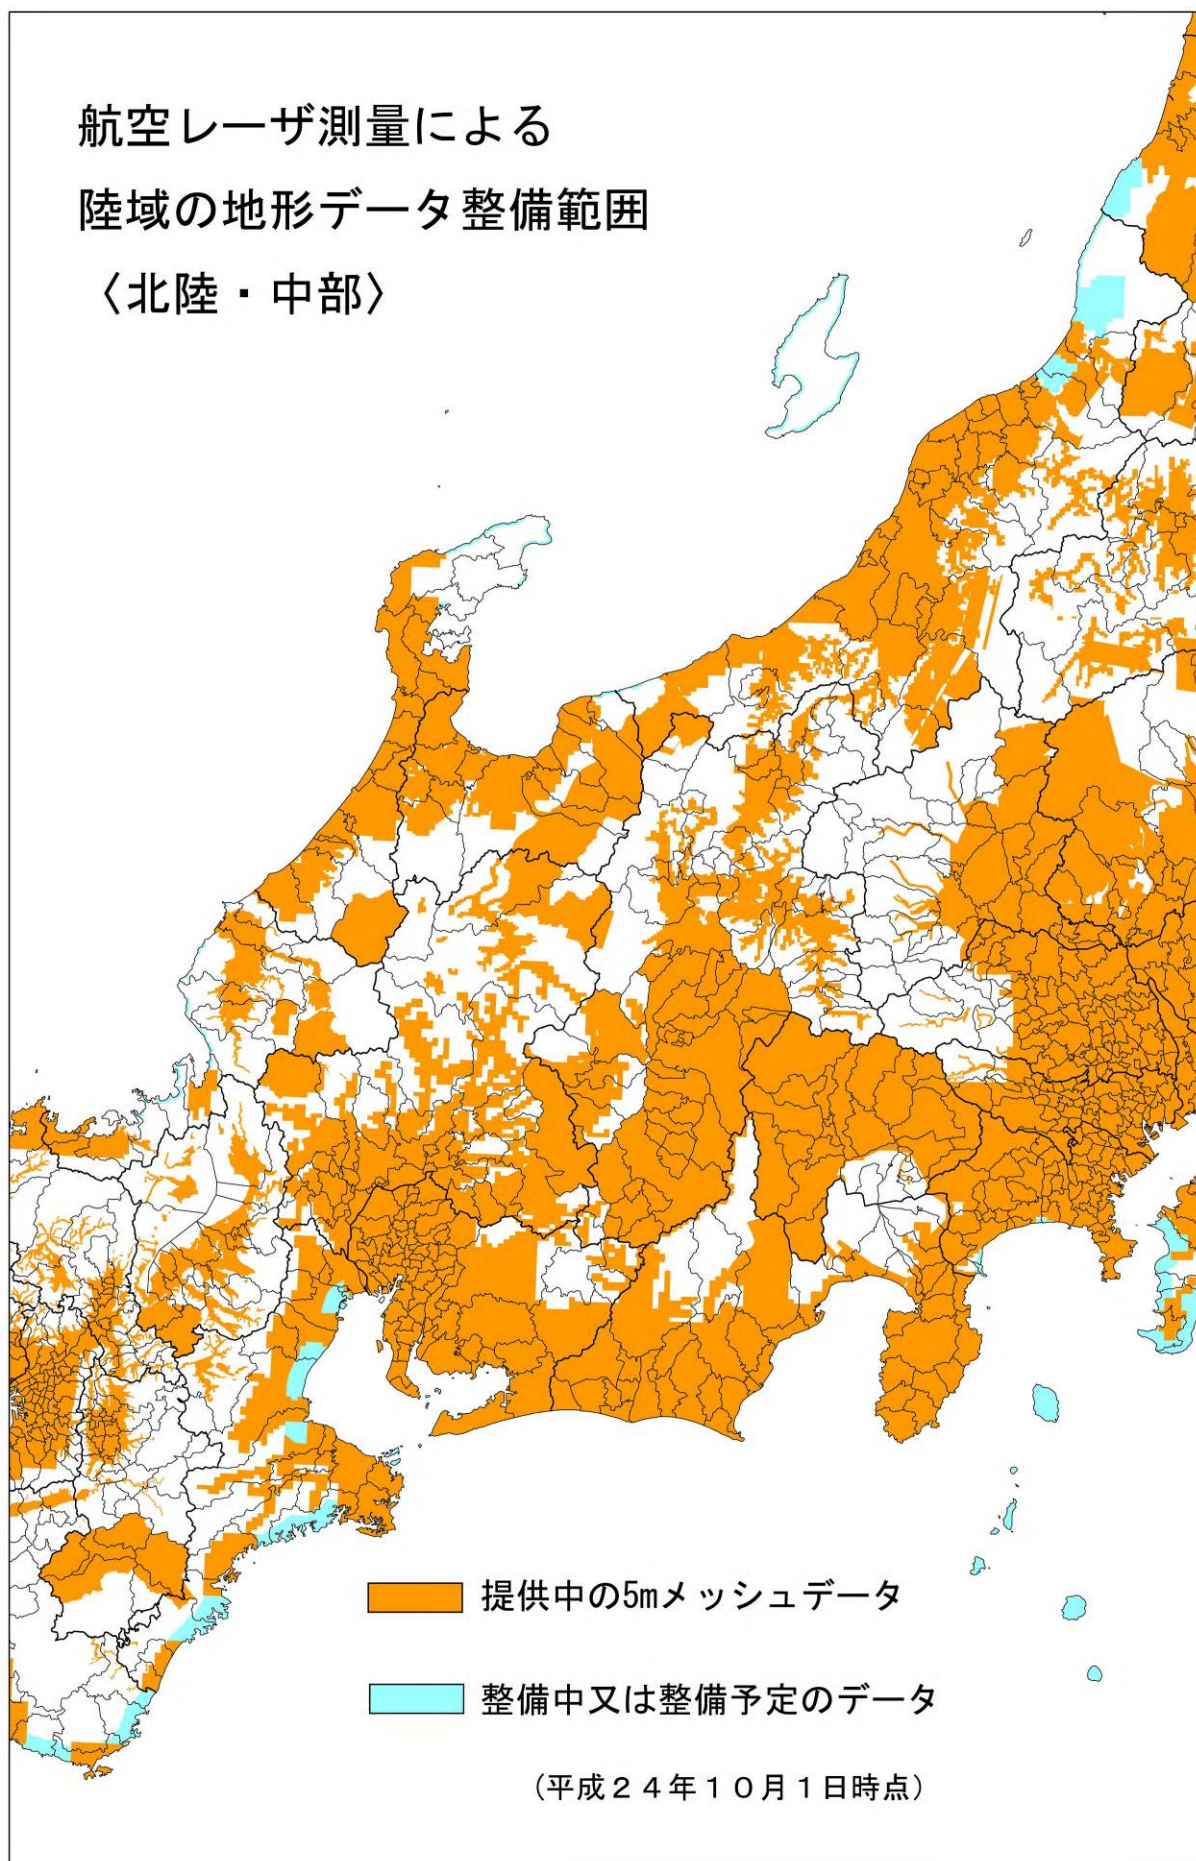 航空レーザ測量による
陸域の地形データ整備範囲
〈北陸・中部〉
提供中の5mメッシュデータ
整備中又は整備予定のデータ
(平成２４年１０月１日時点)